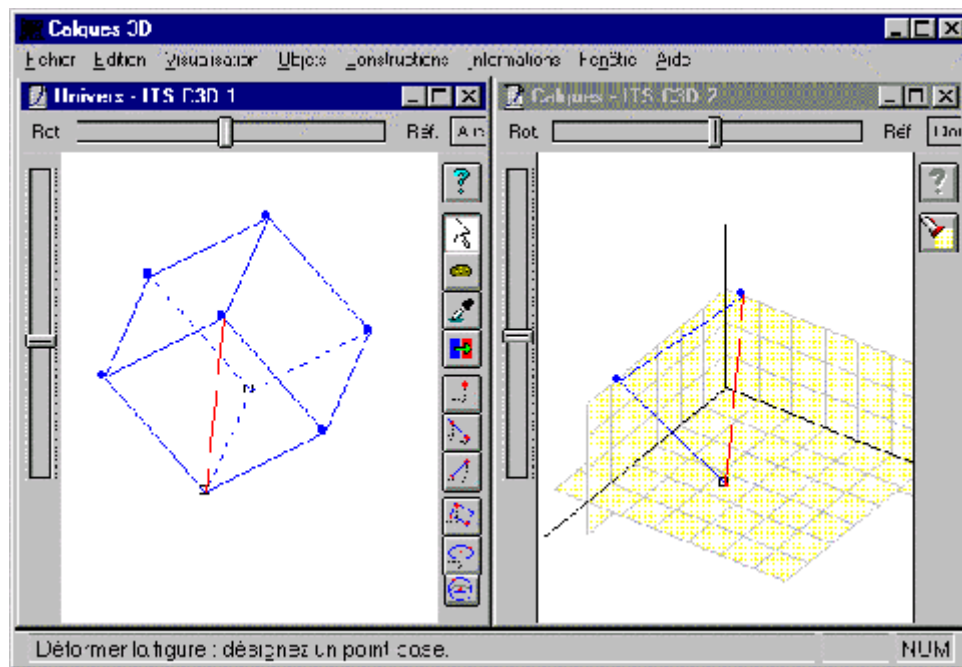 Calques 3D
Fichier Edition Visualisation Objets Constructions Informations Fenêtre Aide
Univers - ITS C3D 1
Calques - ITS C3D 2
Rot
Réf.
Rot.
Réf
?
?
Déformer la figure : désignez un point base.
NUM